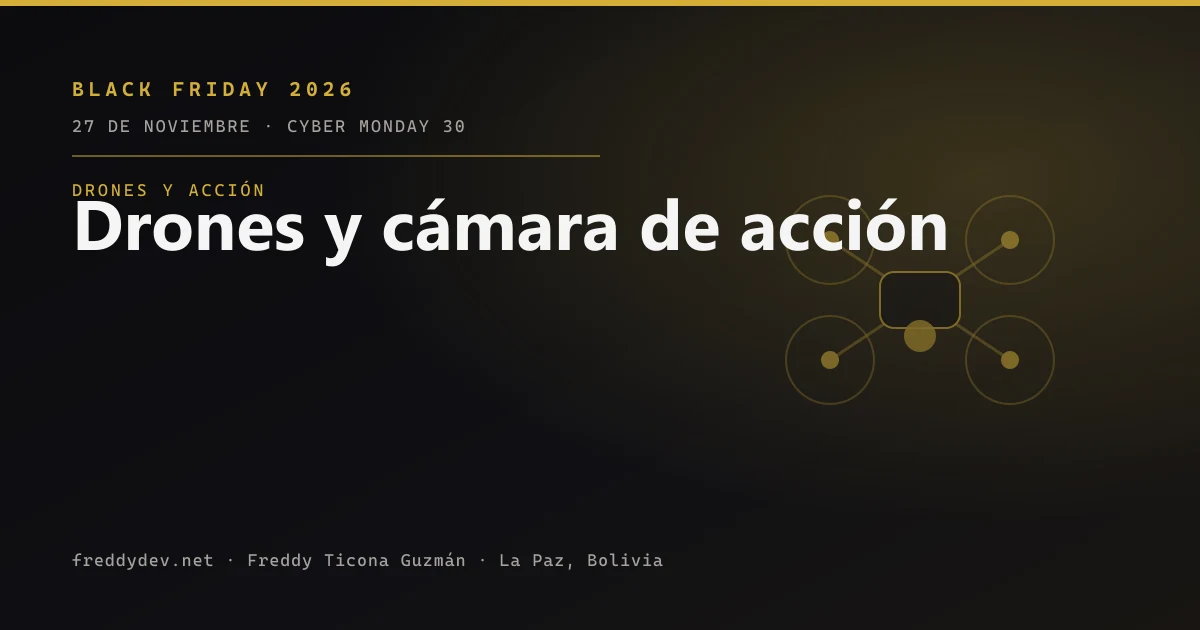 BLACK FRIDAY 2026
27 DE NOVIEMBRE · CYBER MONDAY 30
DRONES Y ACCIÓN
Drones y cámara de acción
freddydev.net · Freddy Ticona Guzmán · La Paz, Bolivia